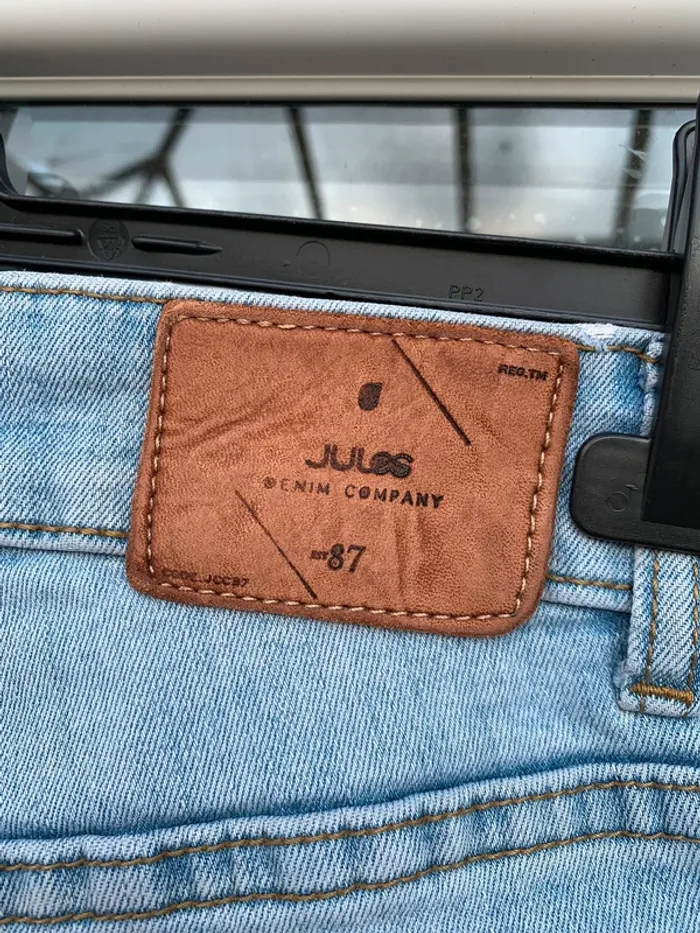 PP2
REG.TM
JULES
DENIM COMPANY
EST 87
CODE. JCC87